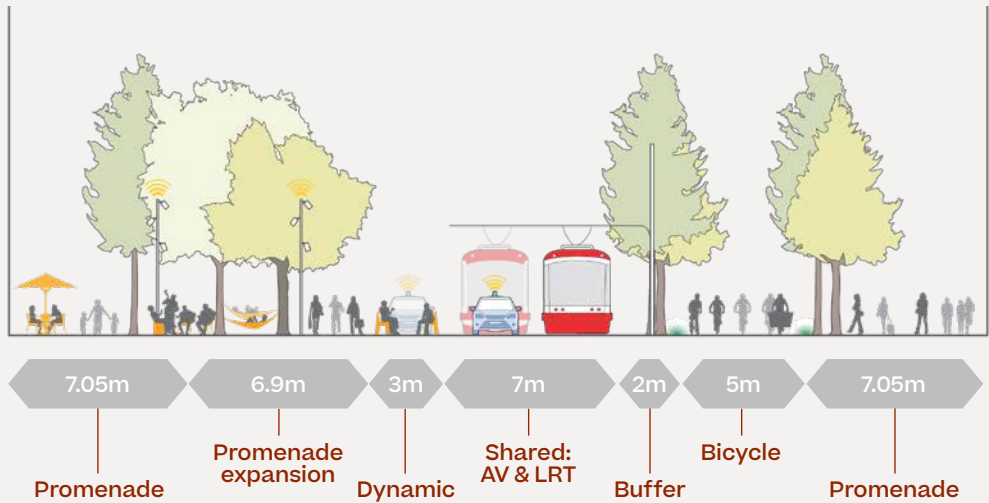 7.05m
6.9m
3m
7m
2m
5m
7.05m
Promenade
Promenade
expansion
Dynamic
Shared:
AV & LRT
Buffer
Bicycle
Promenade